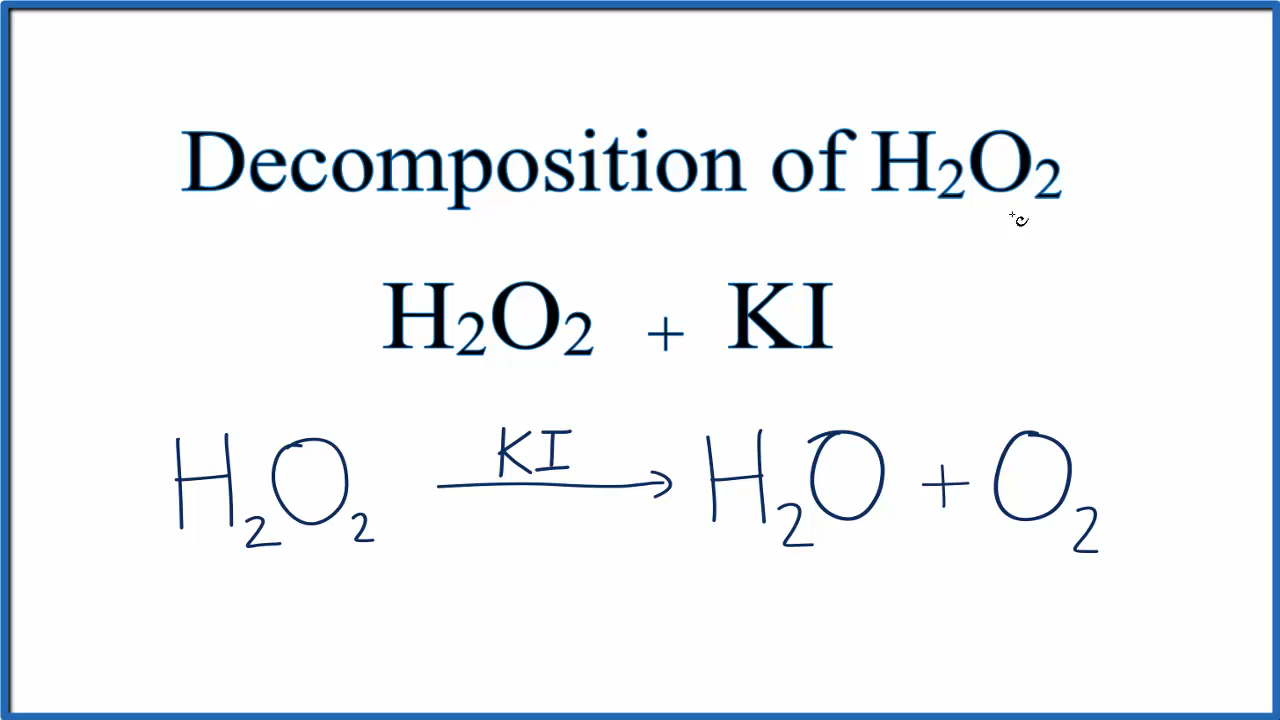 Decomposition of H₂O₂
H₂O₂ + KI
H₂O₂ —KI→ H₂O + O₂